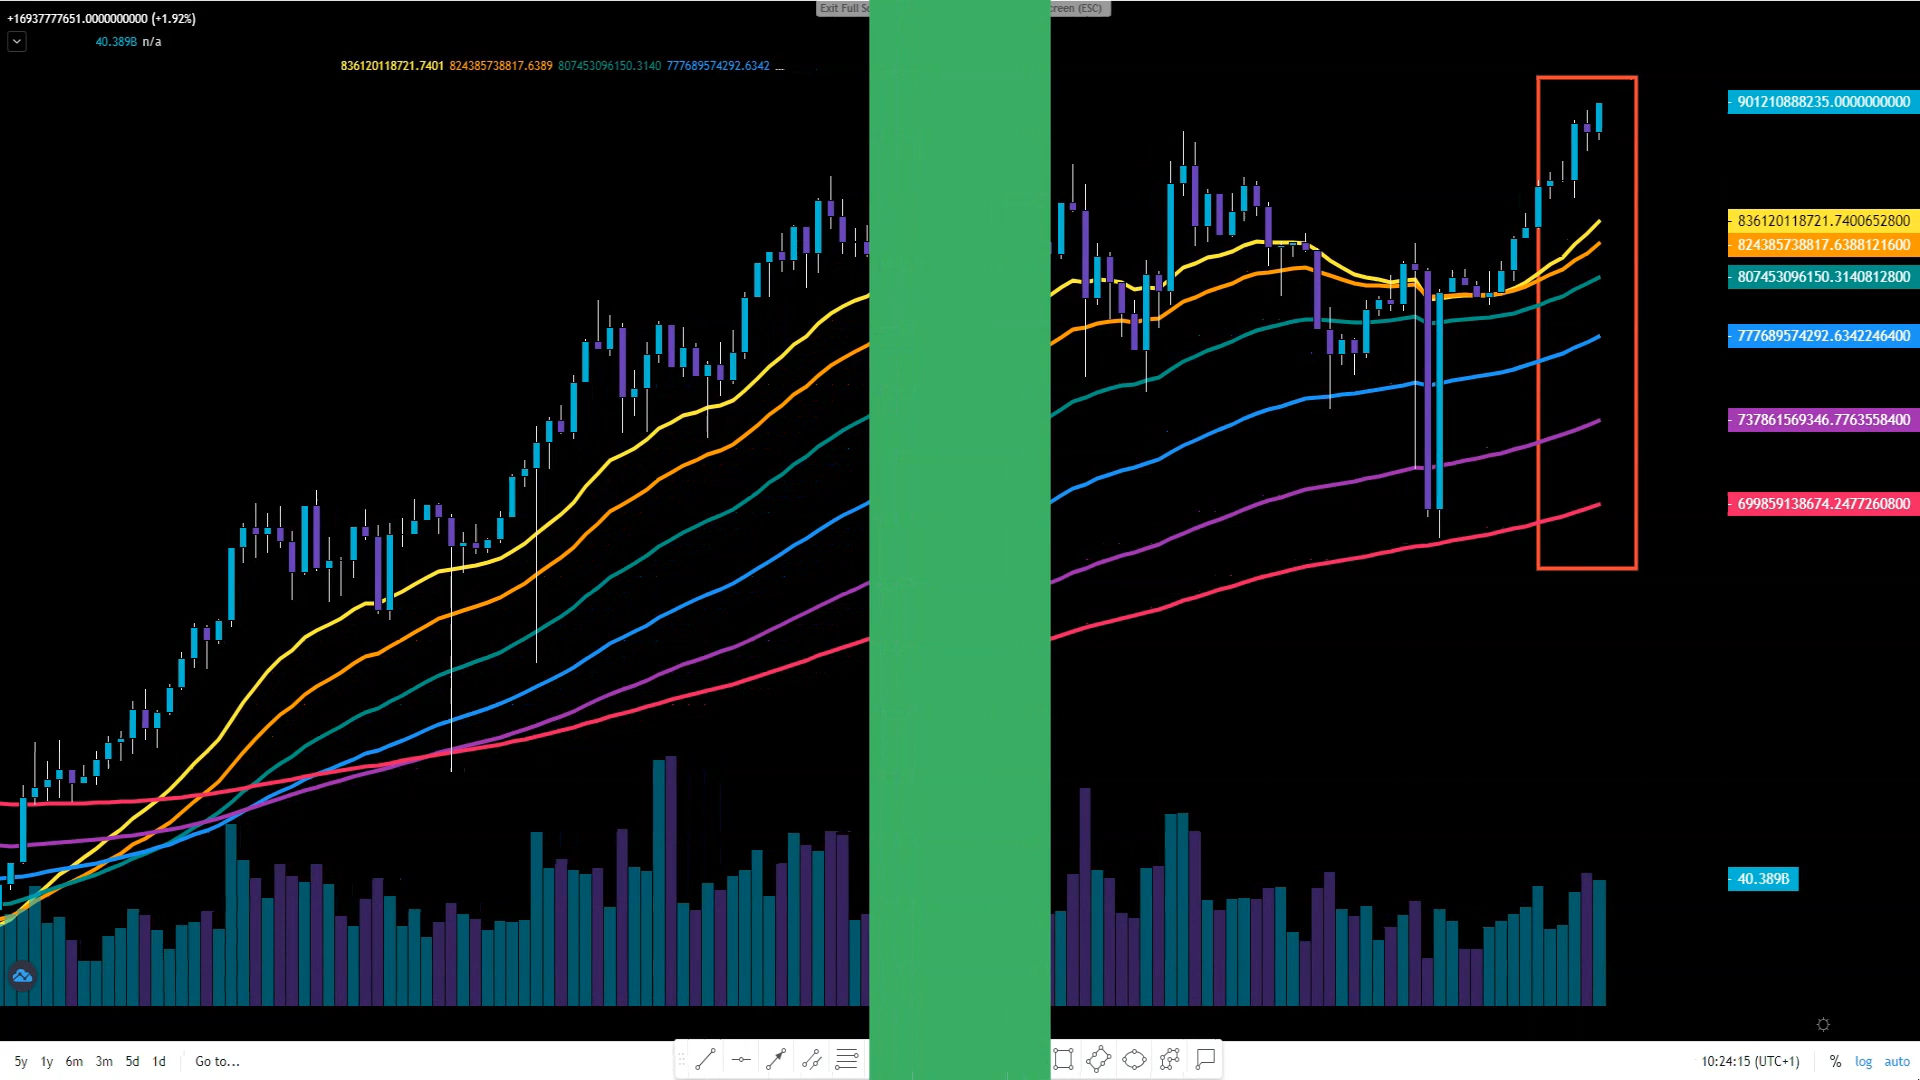 Exit Full Sc
creen (ESC)
+16937777651.0000000000 (+1.92%)
40.389B n/a
836120118721.7401 824385738817.6389 807453096150.3140 777689574292.6342 ...
901210888235.0000000000
836120118721.7400652800
824385738817.6388121600
807453096150.3140812800
777689574292.6342246400
737861569346.7763558400
699859138674.2477260800
40.389B
5y 1y 6m 3m 5d 1d Go to...
10:24:15 (UTC+1) % log auto